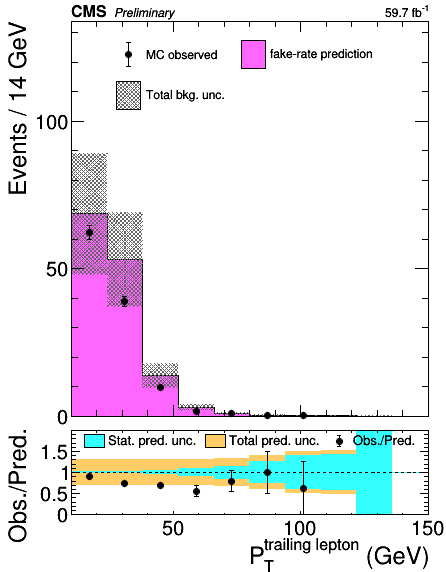 CMS Preliminary 59.7 fb-1
MC observed fake-rate prediction
Total bkg. unc.
Events / 14 GeV
100
50
0
Stat. pred. unc. Total pred. unc. Obs./Pred.
Obs./Pred.
1.5
1
0.5
0
50 100 150
P_T^trailing lepton (GeV)